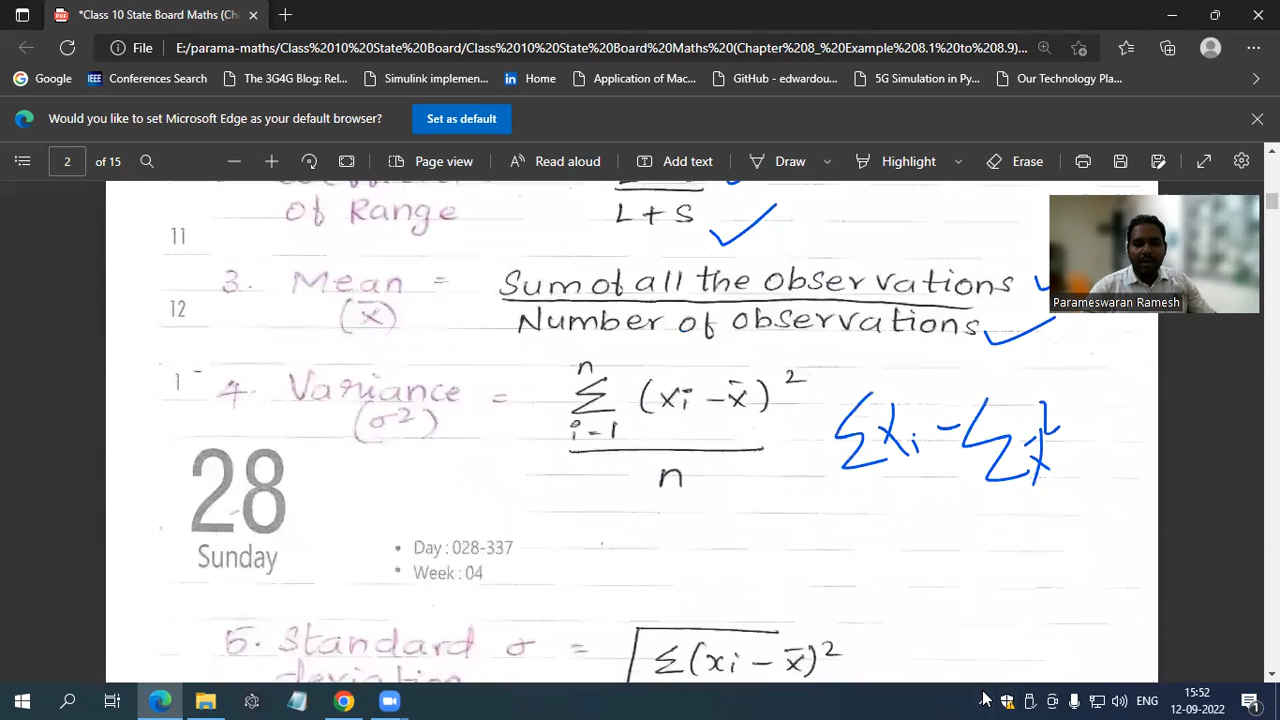 *Class 10 State Board Maths (Cha
File E:/parama-maths/Class%2010%20State%20Board/Class%2010%20State%20Board%20Maths%20(Chapter%208_%20Example%208.1%20to%208.9)...
Google Conferences Search The 3G4G Blog: Rel... Simulink implemen... Home Application of Mac... GitHub - edwardou... 5G Simulation in Py... Our Technology Pla...
Would you like to set Microsoft Edge as your default browser? Set as default
2 of 15 Page view Read aloud Add text Draw Highlight Erase
of Range L+S
11
3. Mean = Sum of all the observations
12 (x̄) Number of observations
Parameswaran Ramesh
1 4. Variance (σ²) = n Σ i=1 (xi - x̄)² / n
Σxi - Σx²
28
Sunday
• Day : 028-337
• Week : 04
5. Standard σ = √Σ(xi - x̄)²
deviation
ENG 15:52
12-09-2022